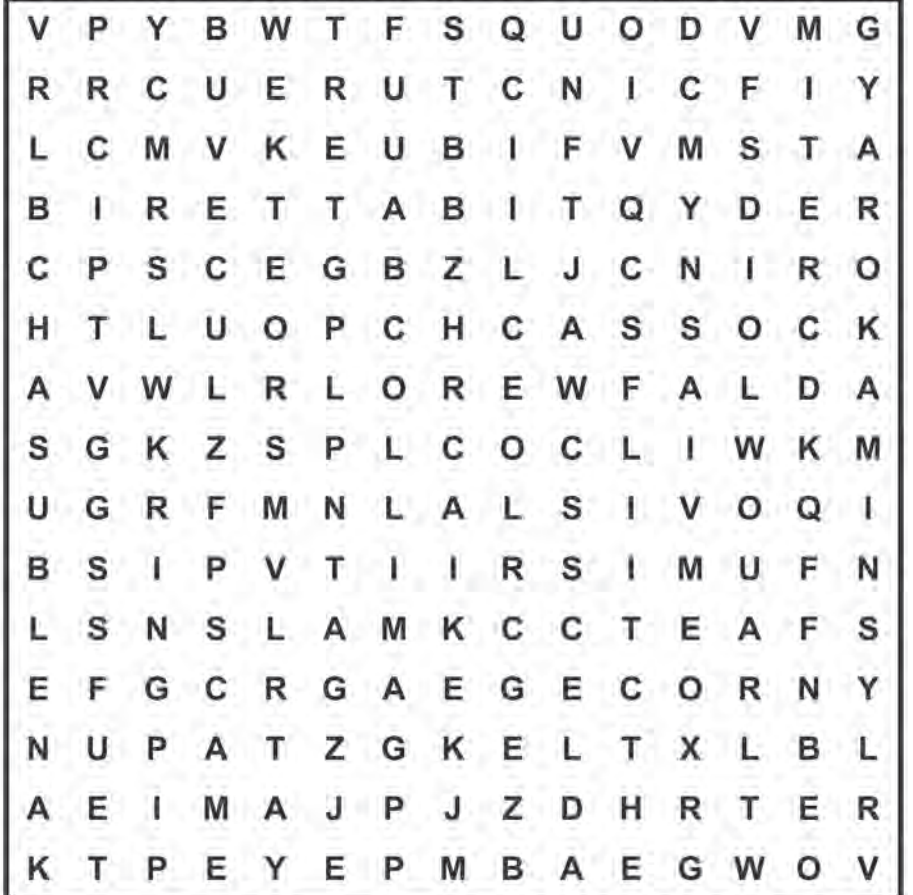 V P Y B W T F S Q U O D V M G
R R C U E R U T C N I C F I Y
L C M V K E U B I F V M S T A
B I R E T T A B I T Q Y D E R
C P S C E G B Z L J C N I R O
H T L U O P C H C A S S O C K
A V W L R L O R E W F A L D A
S G K Z S P L C O C L I W K M
U G R F M N L A L S I V O Q I
B S I P V T I I R S I M U F N
L S N S L A M K C C T E A F S
E F G C R G A E G E C O R N Y
N U P A T Z G K E L T X L B L
A E I M A J P J Z D H R T E R
K T P E Y E P M B A E G W O V